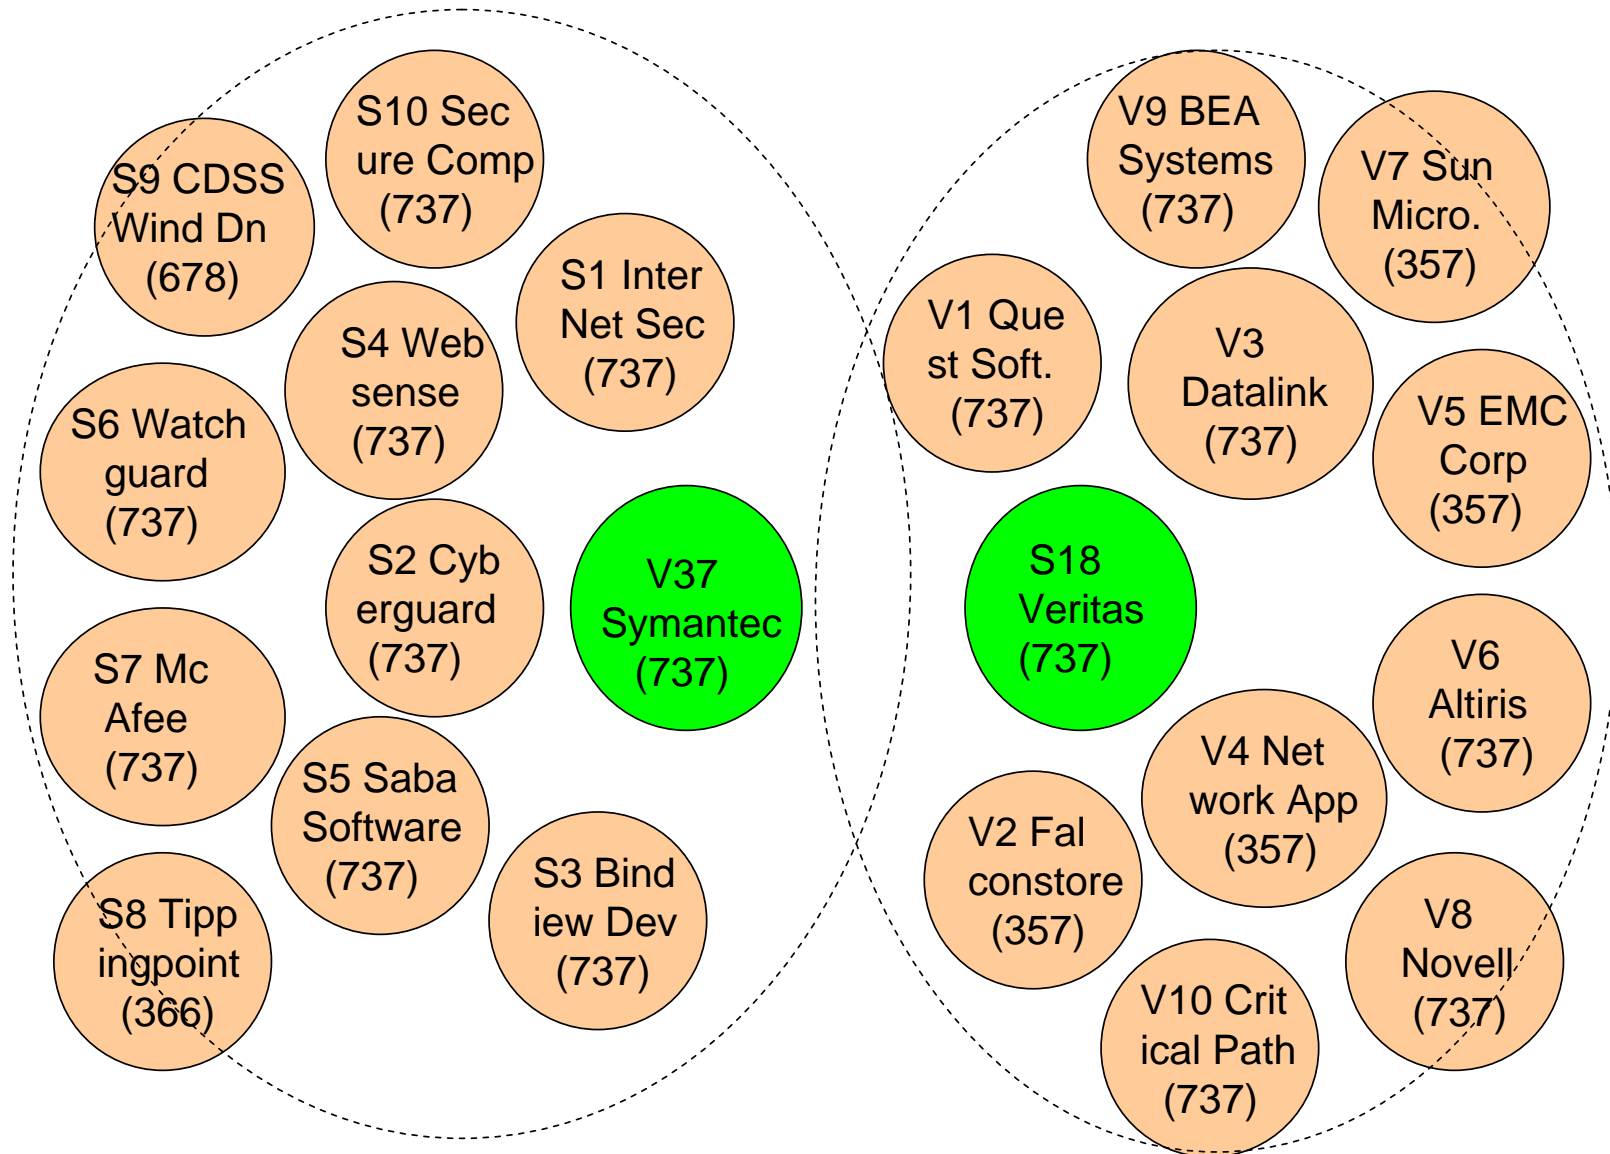 S10 Sec
ure Comp
(737)
S9 CDSS
Wind Dn
(678)
S1 Inter
Net Sec
(737)
S4 Web
sense
(737)
S6 Watch
guard
(737)
S2 Cyb
erguard
(737)
V37
Symantec
(737)
S7 Mc
Afee
(737)
S5 Saba
Software
(737)
S3 Bind
iew Dev
(737)
S8 Tipp
ingpoint
(366)
V9 BEA
Systems
(737)
V7 Sun
Micro.
(357)
V1 Que
st Soft.
(737)
V3
Datalink
(737)
V5 EMC
Corp
(357)
S18
Veritas
(737)
V6
Altiris
(737)
V4 Net
work App
(357)
V2 Fal
constore
(357)
V8
Novell
(737)
V10 Crit
ical Path
(737)